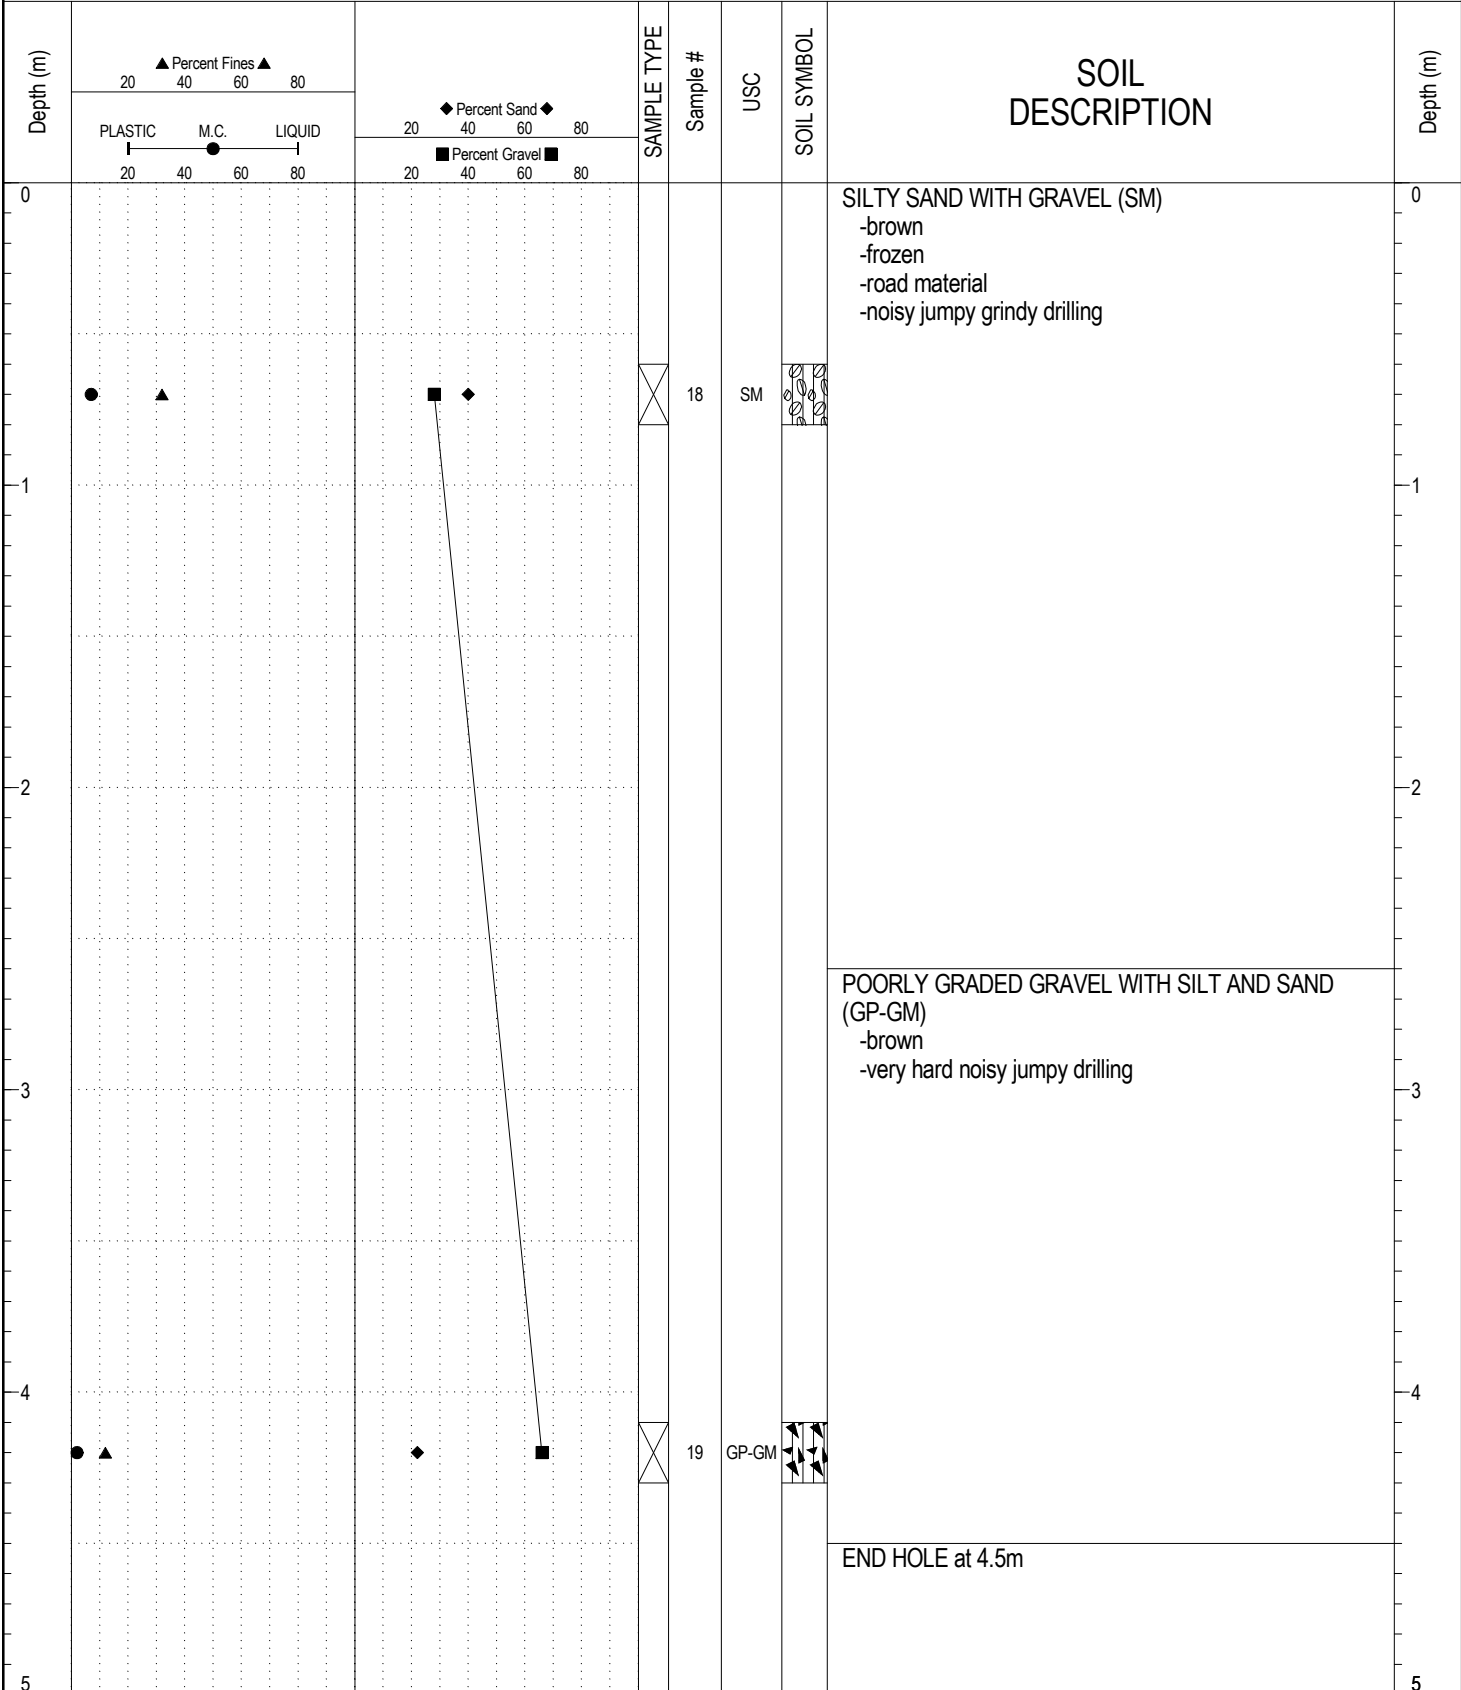 Depth (m)
▲ Percent Fines ▲
20 40 60 80
PLASTIC M.C. LIQUID
20 40 60 80
◆ Percent Sand ◆
20 40 60 80
■ Percent Gravel ■
20 40 60 80
SAMPLE TYPE
Sample #
USC
SOIL SYMBOL
SOIL
DESCRIPTION
Depth (m)
0
SILTY SAND WITH GRAVEL (SM)
0
-brown
-frozen
-road material
-noisy jumpy grindy drilling
18 SM
1
1
2
2
POORLY GRADED GRAVEL WITH SILT AND SAND
(GP-GM)
-brown
-very hard noisy jumpy drilling
3
3
4
4
19 GP-GM
END HOLE at 4.5m
5
5